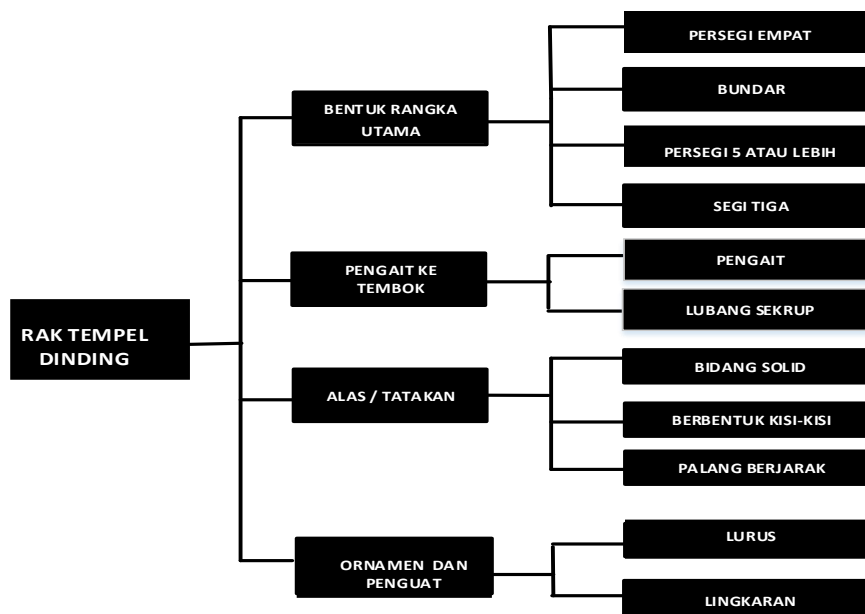 RAK TEMPEL
DINDING
BENTUK RANGKA
UTAMA
PERSEGI EMPAT
BUNDAR
PERSEGI 5 ATAU LEBIH
SEGI TIGA
PENGAIT KE
TEMBOK
PENGAIT
LUBANG SEKRUP
ALAS / TATAKAN
BIDANG SOLID
BERBENTUK KISI-KISI
PALANG BERJARAK
ORNAMEN DAN
PENGUAT
LURUS
LINGKARAN